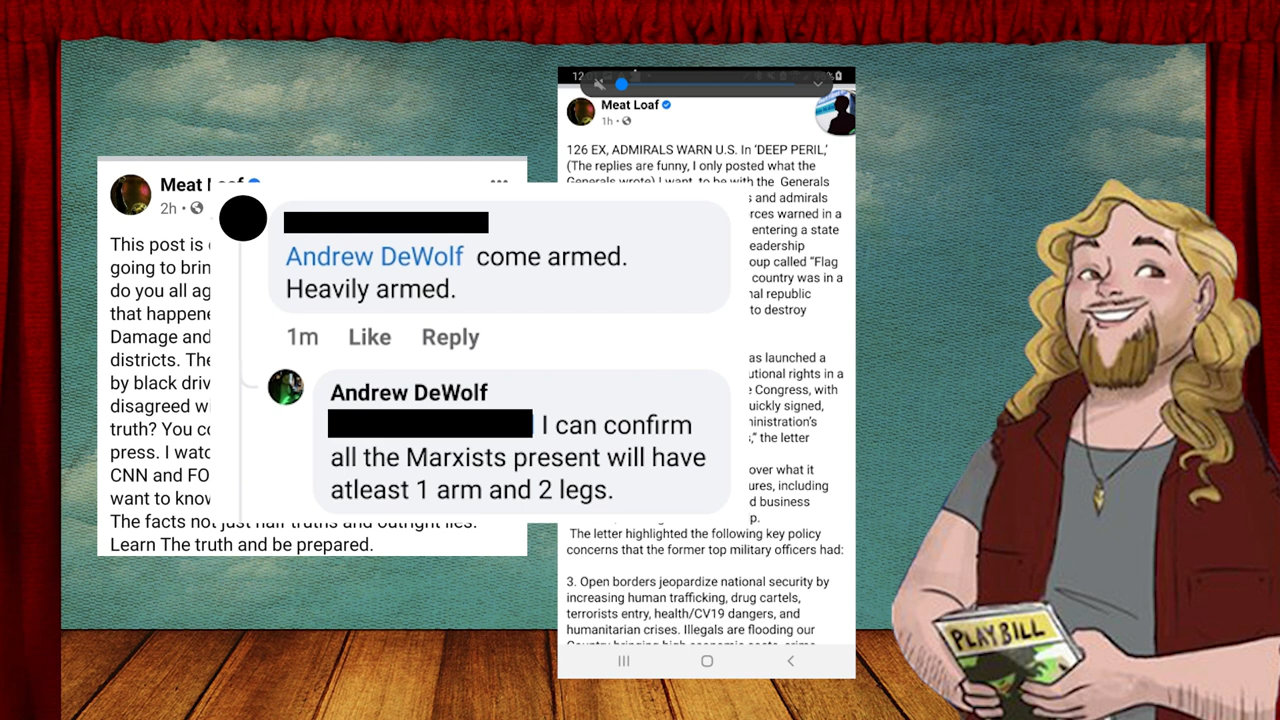 Meat
2h
This post is
going to brin
do you all ag
that happene
Damage and
districts. The
by black driv
disagreed wi
truth? You co
press. I watc
CNN and FO
want to know
The facts not just half truths and outright lies.
Learn The truth and be prepared.
Andrew DeWolf come armed.
Heavily armed.
1m Like Reply
Andrew DeWolf
I can confirm
all the Marxists present will have
atleast 1 arm and 2 legs.
Meat Loaf
1h
126 EX, ADMIRALS WARN U.S. In ‘DEEP PERIL,’
(The replies are funny, I only posted what the
Generals wrote) I want to be with the Generals
s and admirals
rces warned in a
entering a state
eadership
oup called “Flag
country was in a
nal republic
to destroy
as launched a
utional rights in a
e Congress, with
uickly signed,
ninistration’s
,” the letter
over what it
ures, including
d business
p.
The letter highlighted the following key policy
concerns that the former top military officers had:
3. Open borders jeopardize national security by
increasing human trafficking, drug cartels,
terrorists entry, health/CV19 dangers, and
humanitarian crises. Illegals are flooding our
PLAYBILL